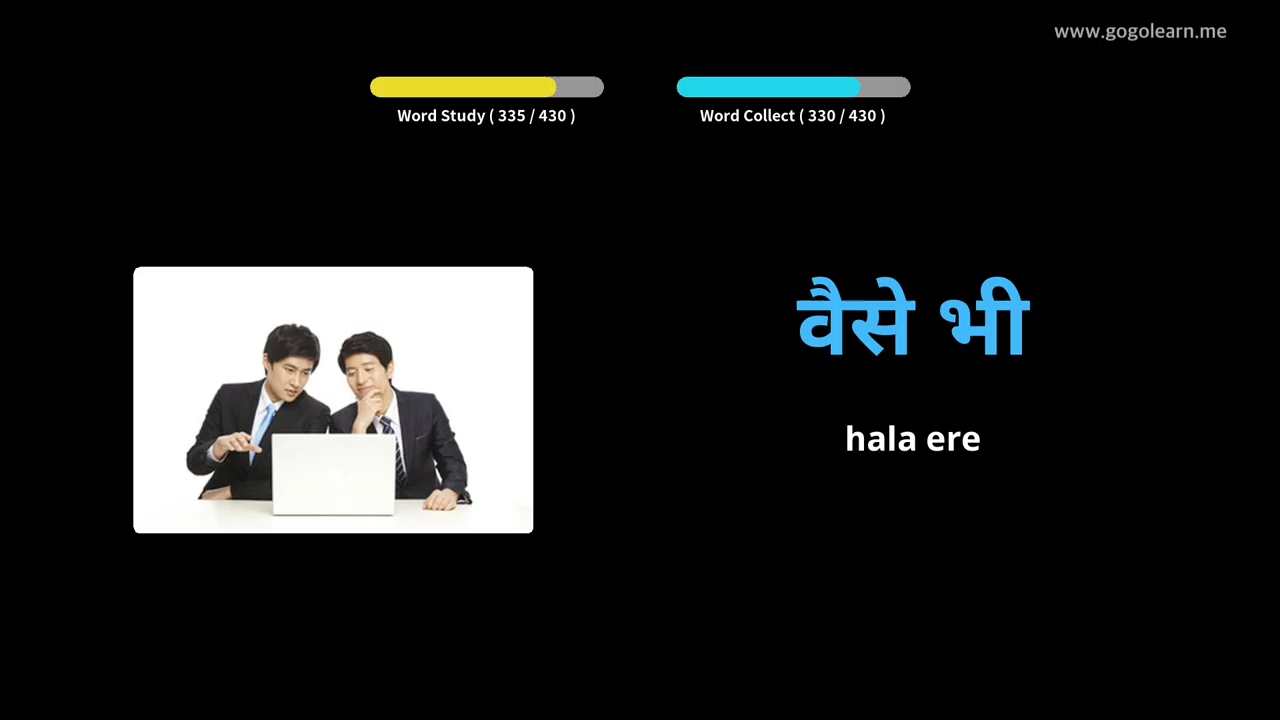 www.gogolearn.me
Word Study ( 335 / 430 )
Word Collect ( 330 / 430 )
वैसे भी
hala ere